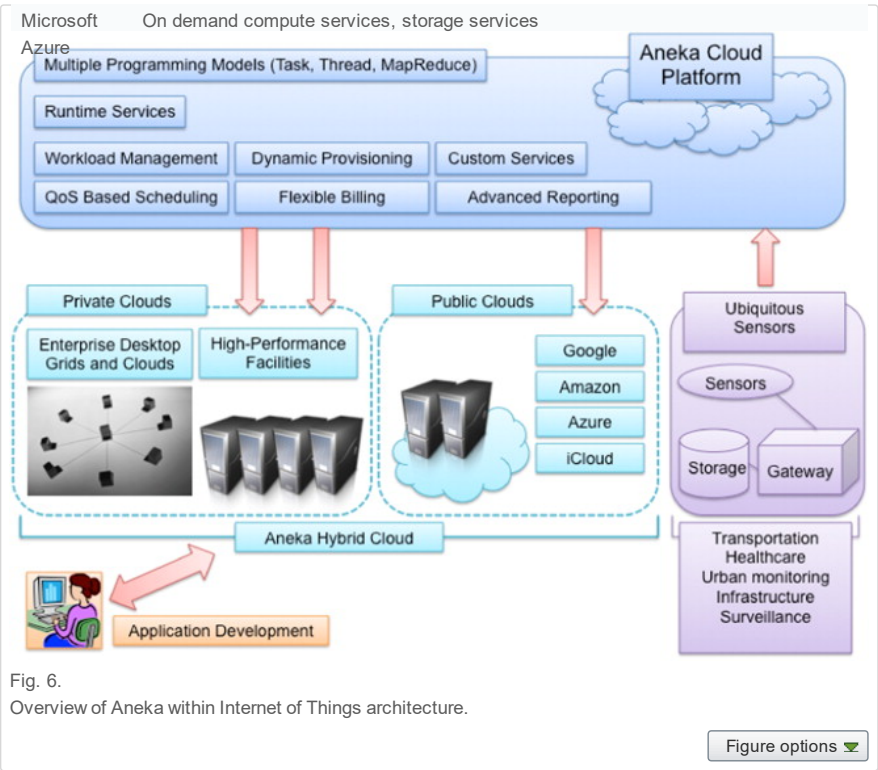 Microsoft On demand compute services, storage services
Azure
Multiple Programming Models (Task, Thread, MapReduce)
Aneka Cloud
Platform
Runtime Services
Workload Management
Dynamic Provisioning
Custom Services
QoS Based Scheduling
Flexible Billing
Advanced Reporting
Private Clouds
Enterprise Desktop
Grids and Clouds
High-Performance
Facilities
Public Clouds
Google
Amazon
Azure
iCloud
Ubiquitous
Sensors
Sensors
Storage
Gateway
Aneka Hybrid Cloud
Transportation
Healthcare
Urban monitoring
Infrastructure
Surveillance
Application Development
Fig. 6.
Overview of Aneka within Internet of Things architecture.
Figure options